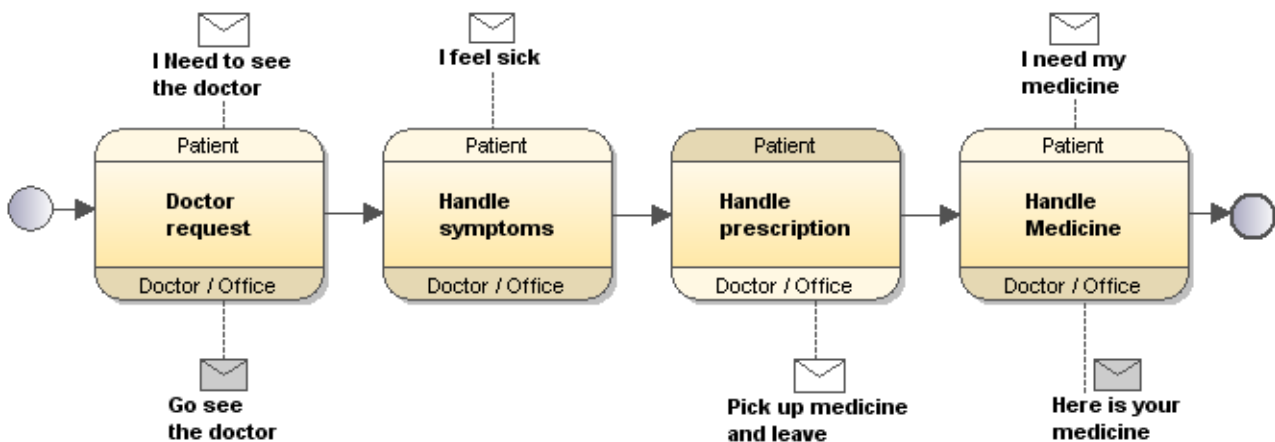 I Need to see
the doctor
I feel sick
I need my
medicine
Patient
Patient
Patient
Patient
Doctor
request
Handle
symptoms
Handle
prescription
Handle
Medicine
Doctor / Office
Doctor / Office
Doctor / Office
Doctor / Office
Go see
the doctor
Pick up medicine
and leave
Here is your
medicine